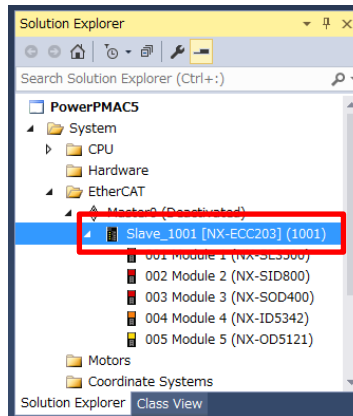 Solution Explorer
Search Solution Explorer (Ctrl+:)
PowerPMAC5
System
CPU
Hardware
EtherCAT
Master0 (Deactivated)
Slave_1001 [NX-ECC203] (1001)
001 Module 1 (NX-SL3500)
002 Module 2 (NX-SID800)
003 Module 3 (NX-SOD400)
004 Module 4 (NX-ID5342)
005 Module 5 (NX-OD5121)
Motors
Coordinate Systems
Solution Explorer Class View